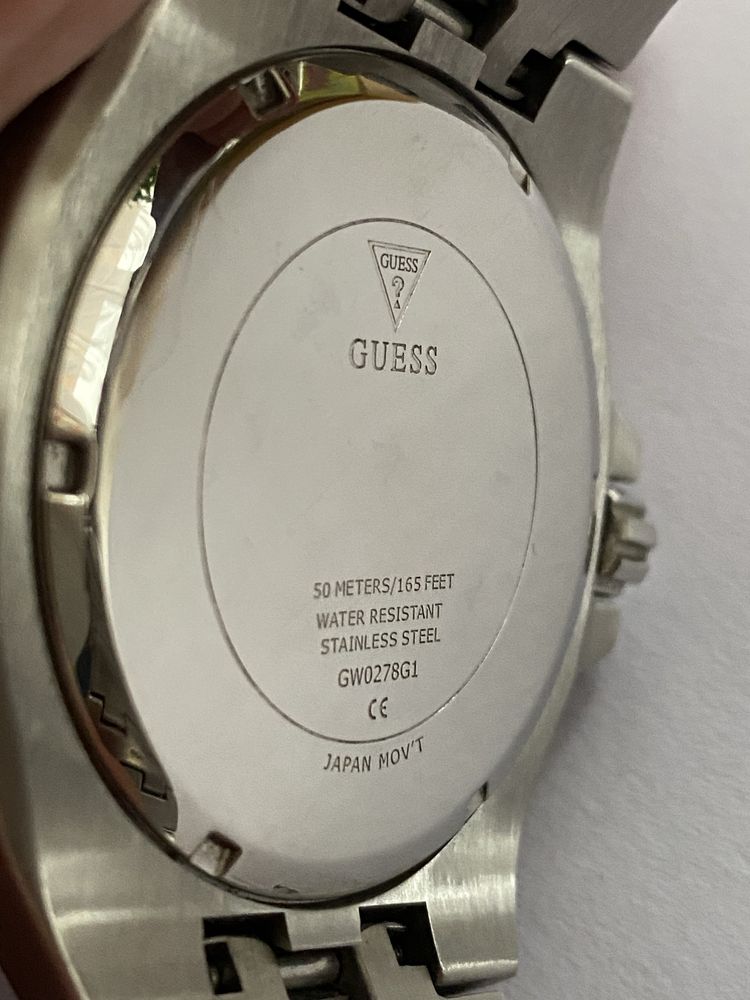 GUESS
?
GUESS
50 METERS/165 FEET
WATER RESISTANT
STAINLESS STEEL
GW0278G1
CE
JAPAN MOV'T